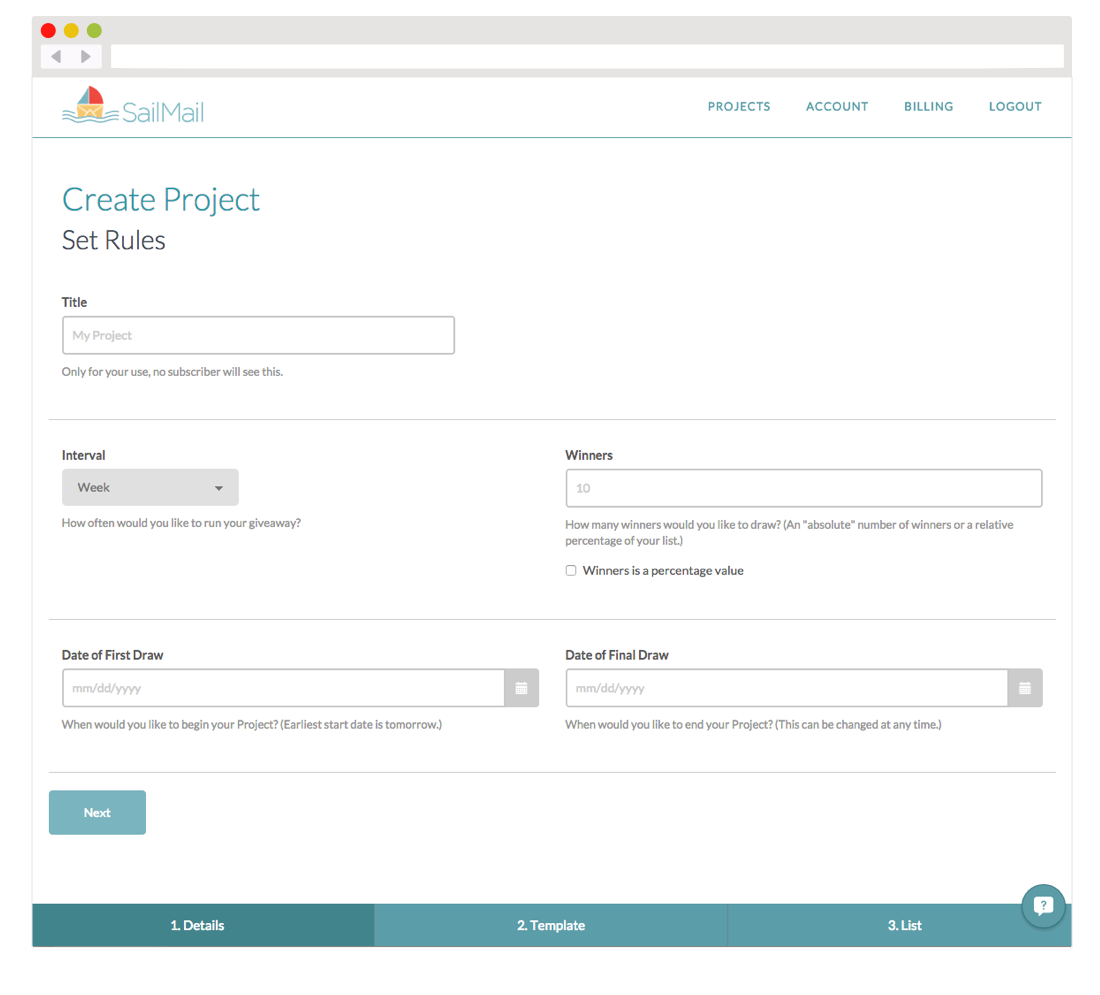 SailMail
PROJECTS ACCOUNT BILLING LOGOUT
Create Project
Set Rules
Title
My Project
Only for your use, no subscriber will see this.
Interval
Week
How often would you like to run your giveaway?
Winners
10
How many winners would you like to draw? (An "absolute" number of winners or a relative
percentage of your list.)
Winners is a percentage value
Date of First Draw
mm/dd/yyyy
When would you like to begin your Project? (Earliest start date is tomorrow.)
Date of Final Draw
mm/dd/yyyy
When would you like to end your Project? (This can be changed at any time.)
Next
?
1. Details 2. Template 3. List